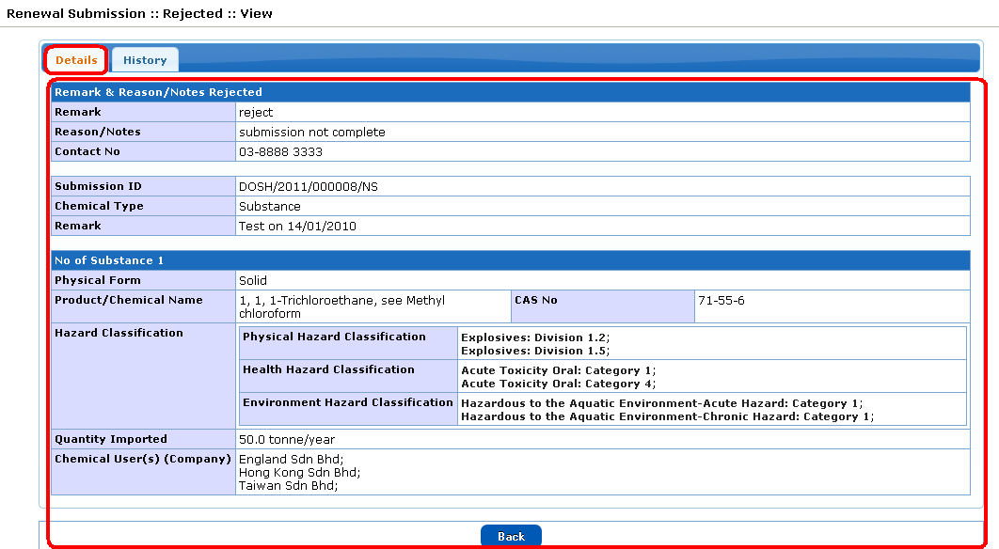 Renewal Submission :: Rejected :: View
Details History
Remark & Reason/Notes Rejected
Remark reject
Reason/Notes submission not complete
Contact No 03-8888 3333
Submission ID DOSH/2011/000008/NS
Chemical Type Substance
Remark Test on 14/01/2010
No of Substance 1
Physical Form Solid
Product/Chemical Name 1, 1, 1-Trichloroethane, see Methyl CAS No 71-55-6
chloroform
Hazard Classification Physical Hazard Classification Explosives: Division 1.2;
Explosives: Division 1.5;
Health Hazard Classification Acute Toxicity Oral: Category 1;
Acute Toxicity Oral: Category 4;
Environment Hazard Classification Hazardous to the Aquatic Environment-Acute Hazard: Category 1;
Hazardous to the Aquatic Environment-Chronic Hazard: Category 1;
Quantity Imported 50.0 tonne/year
Chemical User(s) (Company) England Sdn Bhd;
Hong Kong Sdn Bhd;
Taiwan Sdn Bhd;
Back